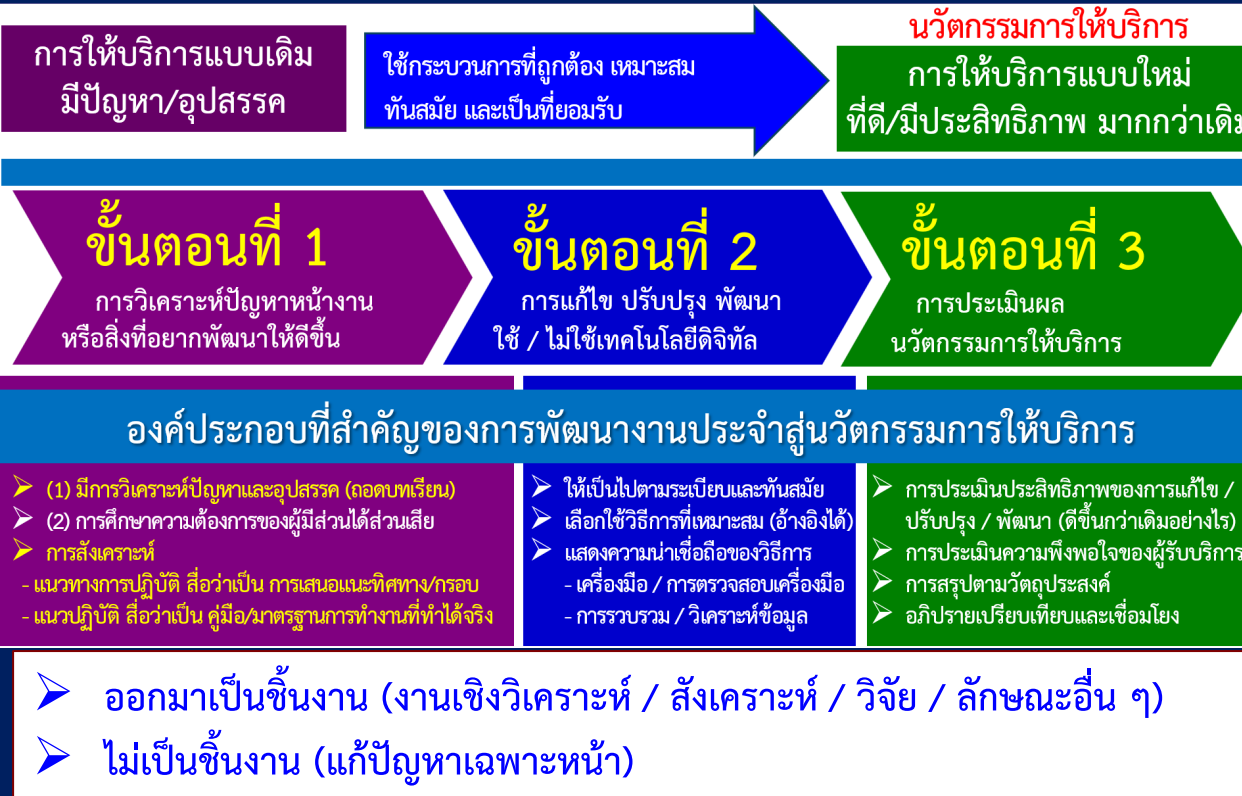 การให้บริการแบบเดิม
มีปัญหา/อุปสรรค
ใช้กระบวนการที่ถูกต้อง เหมาะสม
ทันสมัย และเป็นที่ยอมรับ
นวัตกรรมการให้บริการ
การให้บริการแบบใหม่
ที่ดี/มีประสิทธิภาพ มากกว่าเดิม
ขั้นตอนที่ 1
การวิเคราะห์ปัญหาหน้างาน
หรือสิ่งที่อยากพัฒนาให้ดีขึ้น
ขั้นตอนที่ 2
การแก้ไข ปรับปรุง พัฒนา
ใช้ / ไม่ใช้เทคโนโลยีดิจิทัล
ขั้นตอนที่ 3
การประเมินผล
นวัตกรรมการให้บริการ
องค์ประกอบที่สำคัญของการพัฒนางานประจำสู่นวัตกรรมการให้บริการ
➢ (1) มีการวิเคราะห์ปัญหาและอุปสรรค (ถอดบทเรียน)
➢ (2) การศึกษาความต้องการของผู้มีส่วนได้ส่วนเสีย
➢ การสังเคราะห์
- แนวทางการปฏิบัติ สื่อว่าเป็น การเสนอแนะทิศทาง/กรอบ
- แนวปฏิบัติ สื่อว่าเป็น คู่มือ/มาตรฐานการทำงานที่ทำได้จริง
➢ ให้เป็นไปตามระเบียบและทันสมัย
➢ เลือกใช้วิธีการที่เหมาะสม (อ้างอิงได้)
➢ แสดงความน่าเชื่อถือของวิธีการ
- เครื่องมือ / การตรวจสอบเครื่องมือ
- การรวบรวม / วิเคราะห์ข้อมูล
➢ การประเมินประสิทธิภาพของการแก้ไข /
ปรับปรุง / พัฒนา (ดีขึ้นกว่าเดิมอย่างไร)
➢ การประเมินความพึงพอใจของผู้รับบริการ
➢ การสรุปตามวัตถุประสงค์
➢ อภิปรายเปรียบเทียบและเชื่อมโยง
➢ ออกมาเป็นชิ้นงาน (งานเชิงวิเคราะห์ / สังเคราะห์ / วิจัย / ลักษณะอื่น ๆ)
➢ ไม่เป็นชิ้นงาน (แก้ปัญหาเฉพาะหน้า)